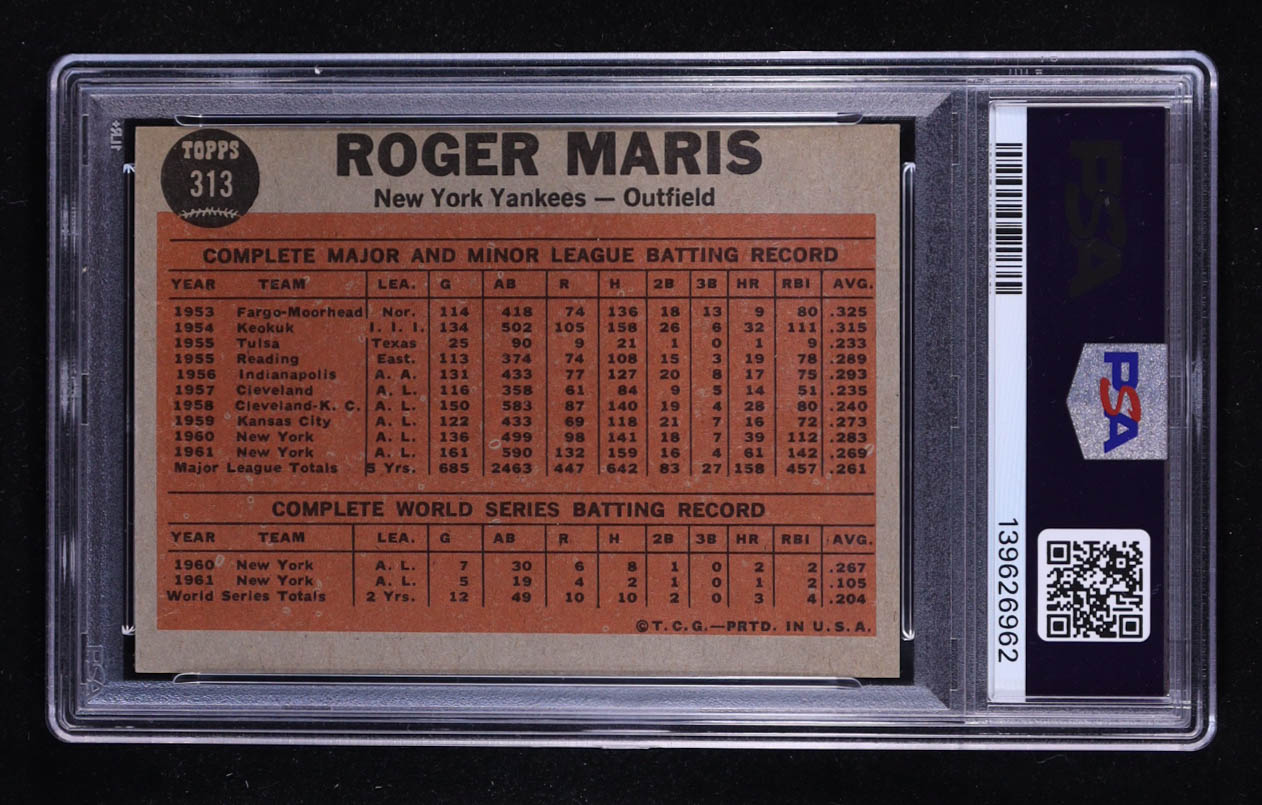 TOPPS
313
ROGER MARIS
New York Yankees — Outfield
COMPLETE MAJOR AND MINOR LEAGUE BATTING RECORD
YEAR TEAM LEA. G AB R H 2B 3B HR RBI AVG.
1953 Fargo-Moorhead Nor. 114 418 74 136 18 13 9 80 .325
1954 Keokuk I. I. I. 134 502 105 158 26 6 32 111 .315
1955 Tulsa Texas 25 90 9 21 1 0 1 9 .233
1955 Reading East. 113 374 74 108 15 3 19 78 .289
1956 Indianapolis A. A. 131 433 77 127 20 8 17 75 .293
1957 Cleveland A. L. 116 358 61 84 9 5 14 51 .235
1958 Cleveland-K. C. A. L. 150 583 87 140 19 4 28 80 .240
1959 Kansas City A. L. 122 433 69 118 21 7 16 72 .273
1960 New York A. L. 136 499 98 141 18 7 39 112 .283
1961 New York A. L. 161 590 132 159 16 4 61 142 .269
Major League Totals 5 Yrs. 685 2463 447 642 83 27 158 457 .261
COMPLETE WORLD SERIES BATTING RECORD
YEAR TEAM LEA. G AB R H 2B 3B HR RBI AVG.
1960 New York A. L. 7 30 6 8 1 0 2 2 .267
1961 New York A. L. 5 19 4 2 1 0 1 2 .105
World Series Totals 2 Yrs. 12 49 10 10 2 0 3 4 .204
©T.C.G.—PRTD. IN U.S.A.
PSA
PSA
139626962